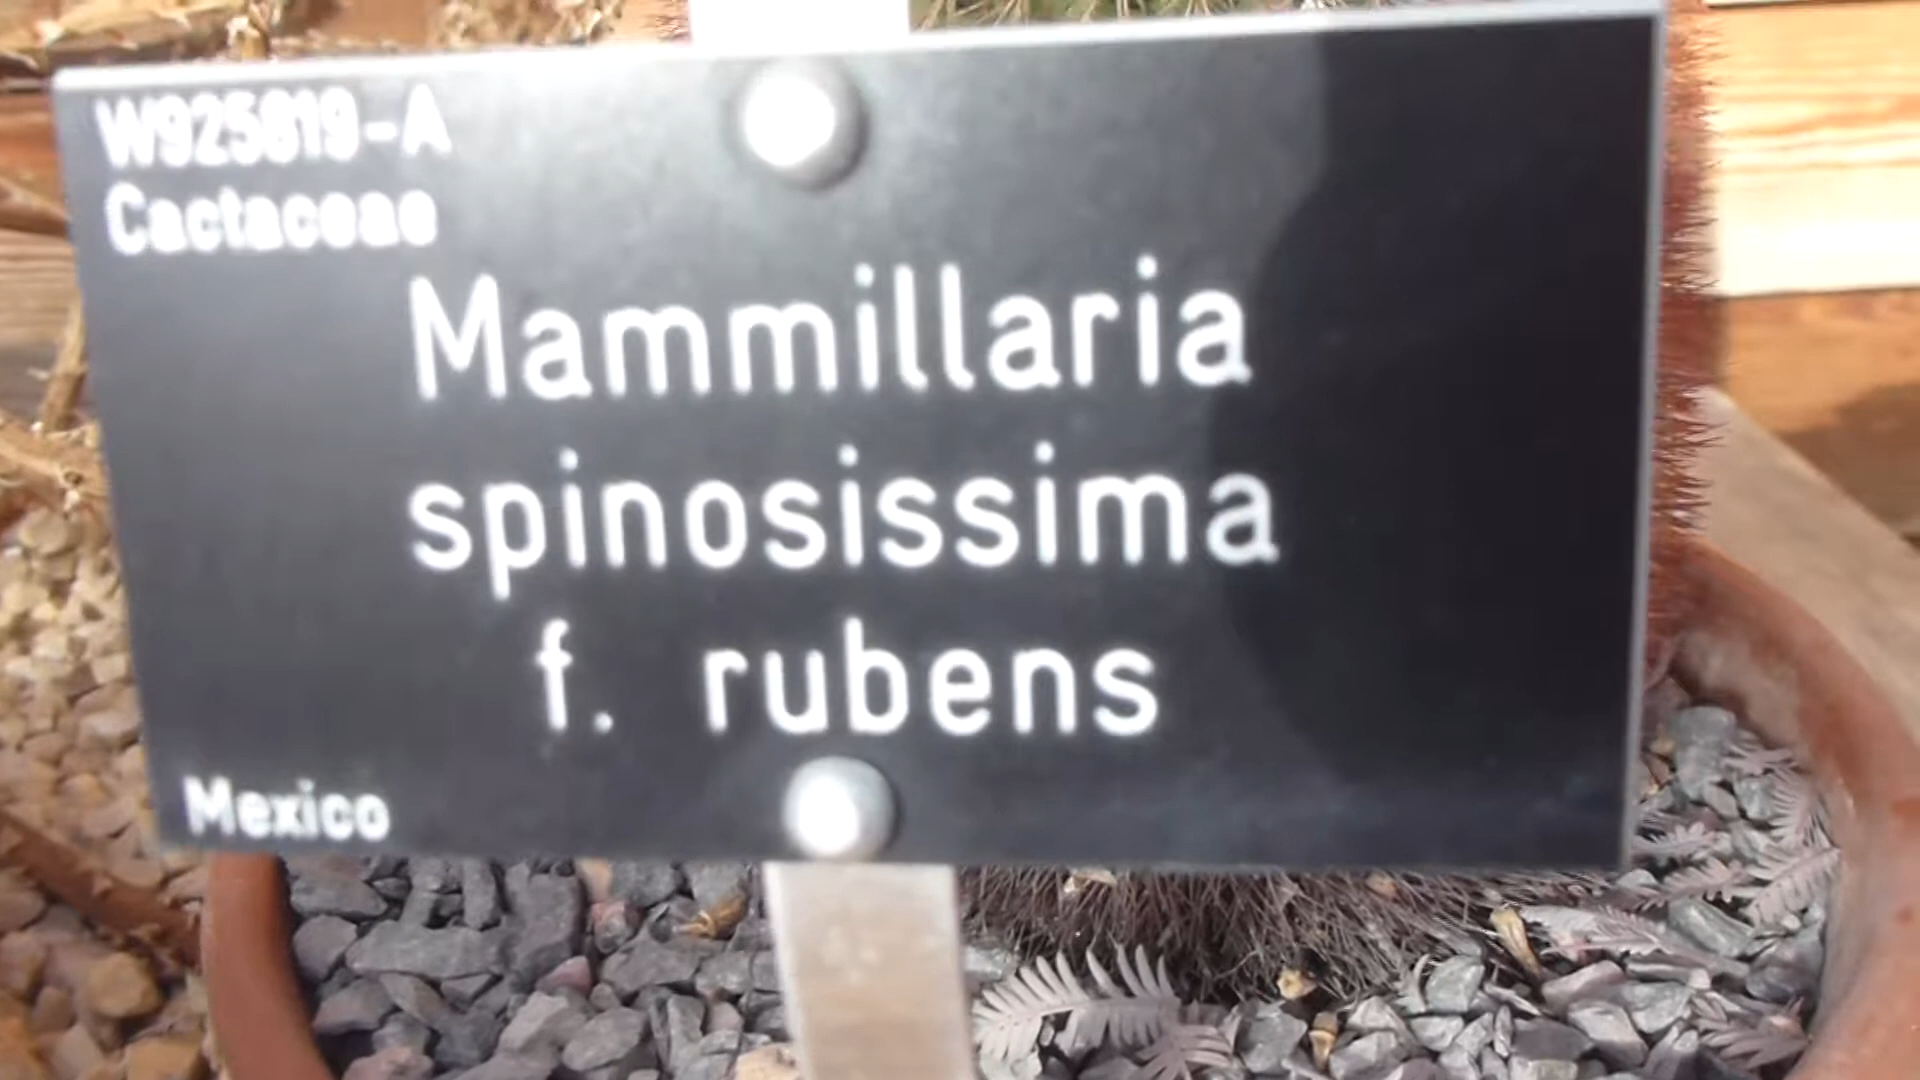 W925819-A
Cactaceae
Mammillaria
spinosissima
f. rubens
Mexico